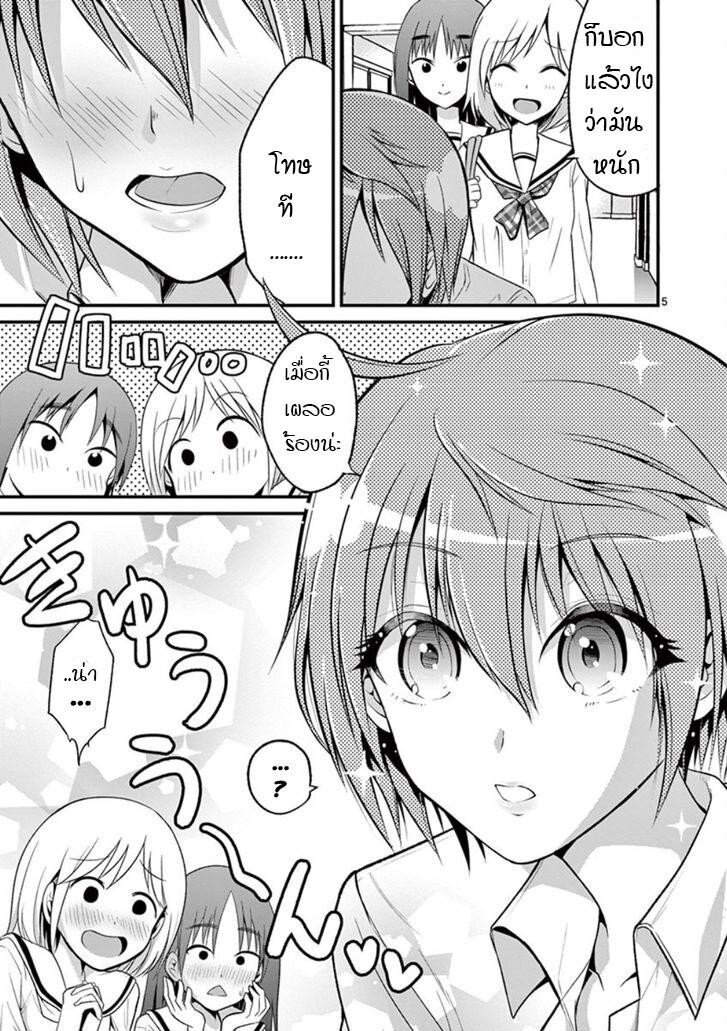 ก็บอก
แล้วไง
ว่ามัน
หนัก
โทษ
ที
........
5
เมื่อกี้
เผลอ
ร้องน่ะ
きゅううう~ん♡♡
..น่า
...
...
?